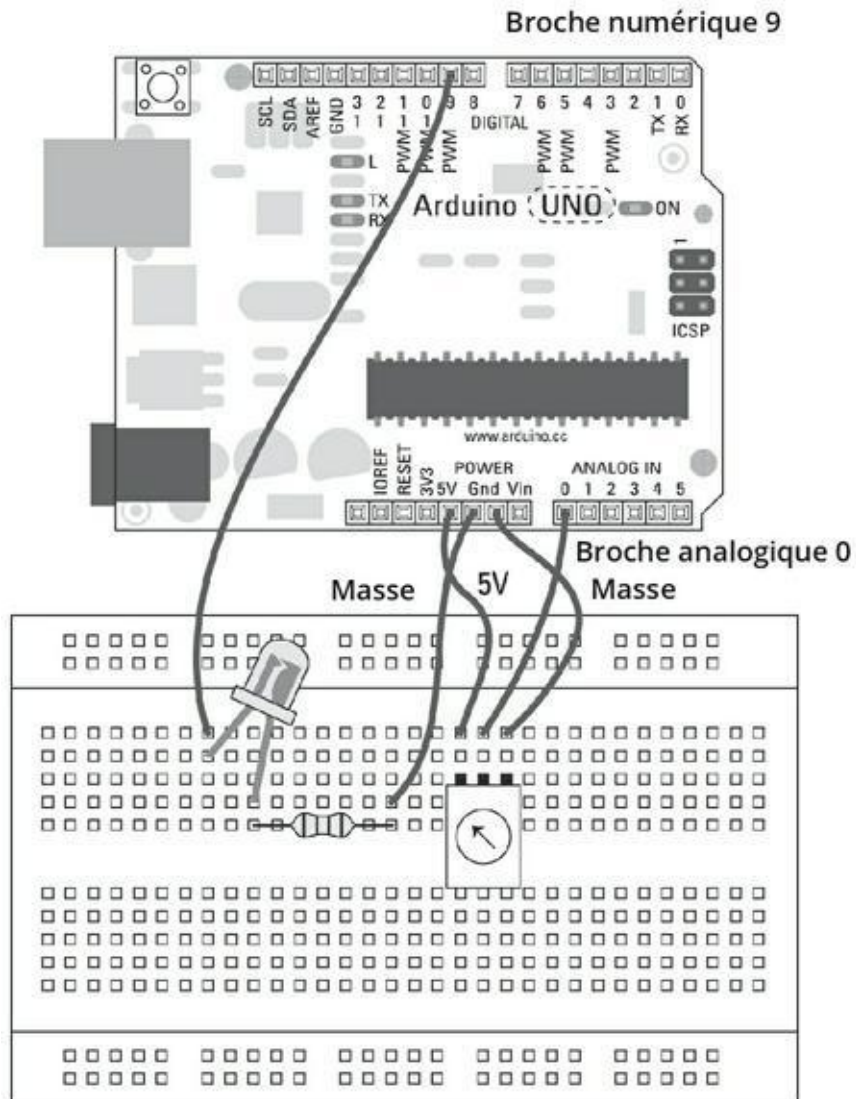 Broche numérique 9
SCL
SDA
AREF
GND
13
12
PWM 11
PWM 10
PWM 9
8
DIGITAL
7
PWM 6
PWM 5
4
PWM 3
2
TX 1
RX 0
L
TX
RX
Arduino UNO ON
1
ICSP
www.arduino.cc
IOREF
RESET
3V3
POWER
5V Gnd Vin
ANALOG IN
0 1 2 3 4 5
Broche analogique 0
Masse 5V Masse